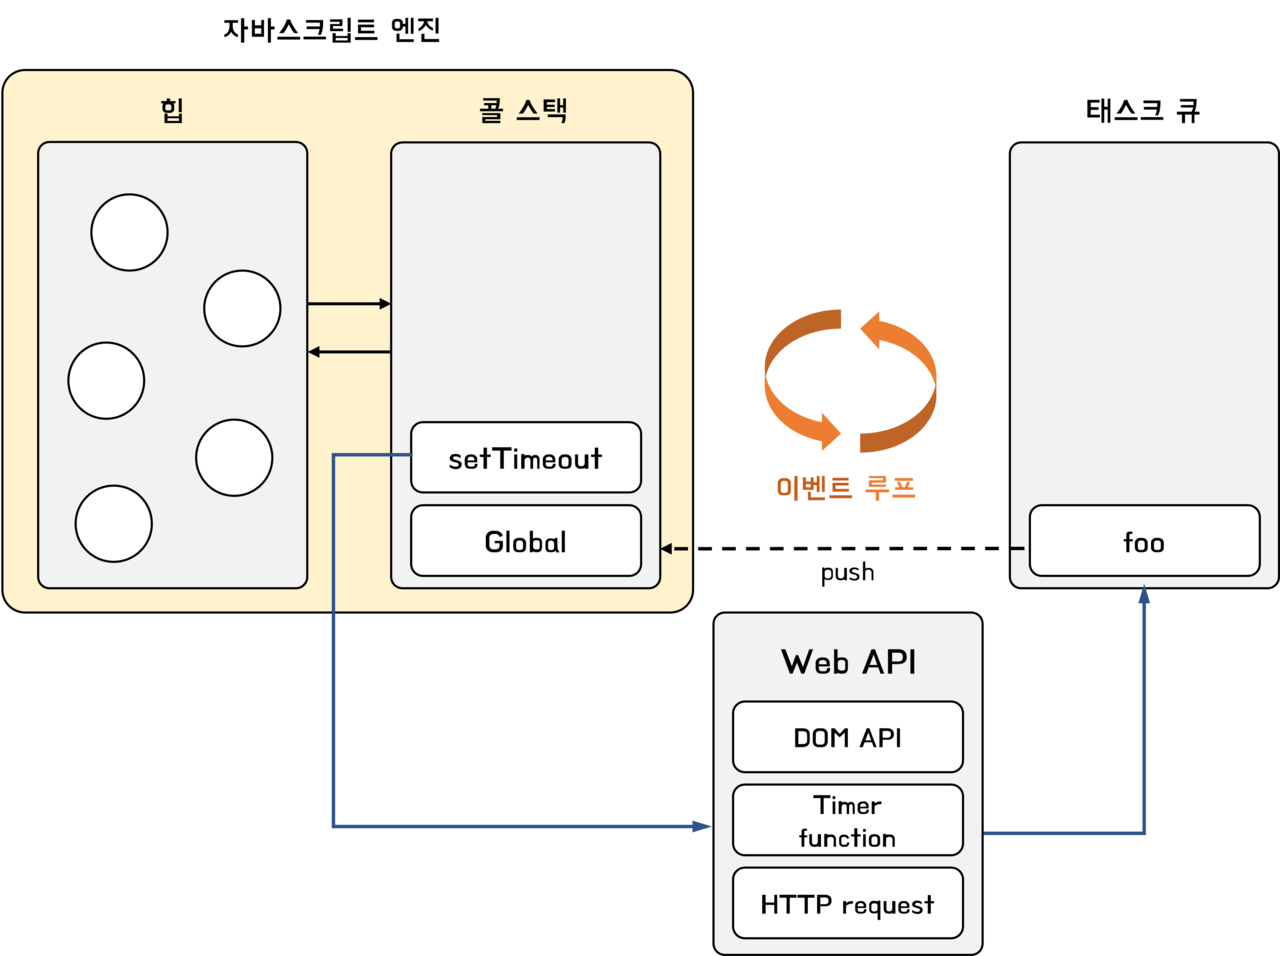 자바스크립트 엔진
힙
콜 스택
태스크 큐
setTimeout
Global
이벤트 루프
push
foo
Web API
DOM API
Timer
function
HTTP request